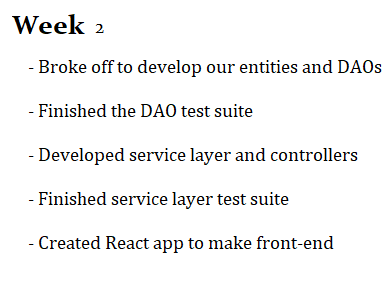 Week 2
- Broke off to develop our entities and DAOs
- Finished the DAO test suite
- Developed service layer and controllers
- Finished service layer test suite
- Created React app to make front-end